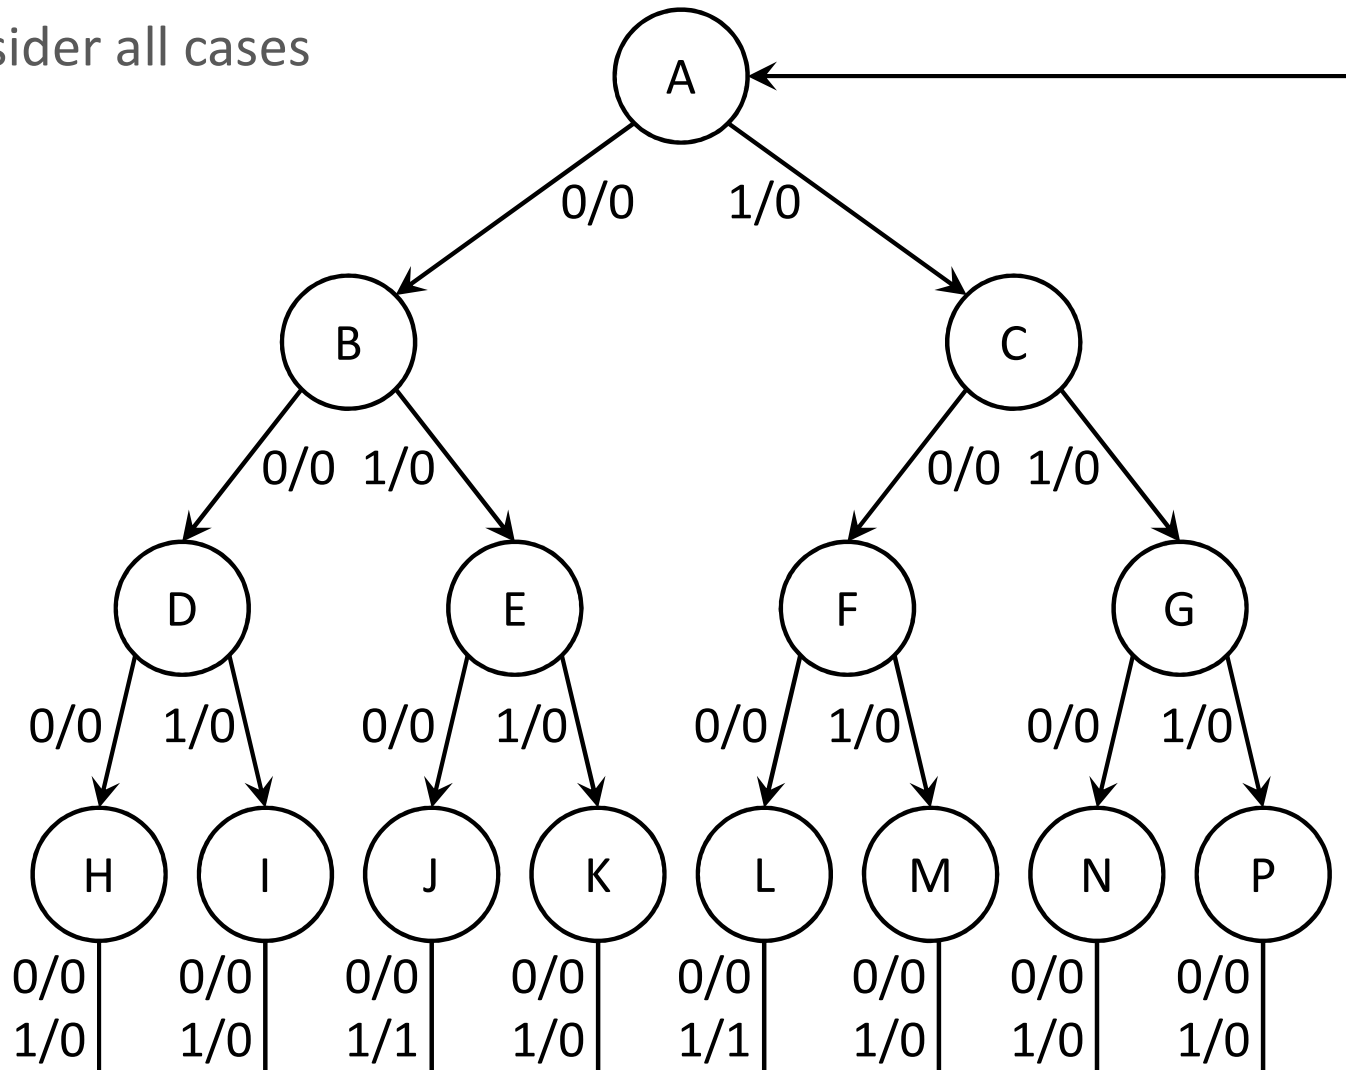 sider all cases
A
0/0 1/0
B C
0/0 1/0 0/0 1/0
D E F G
0/0 1/0 0/0 1/0 0/0 1/0 0/0 1/0
H I J K L M N P
0/0 0/0 0/0 0/0 0/0 0/0 0/0 0/0
1/0 1/0 1/1 1/0 1/1 1/0 1/0 1/0